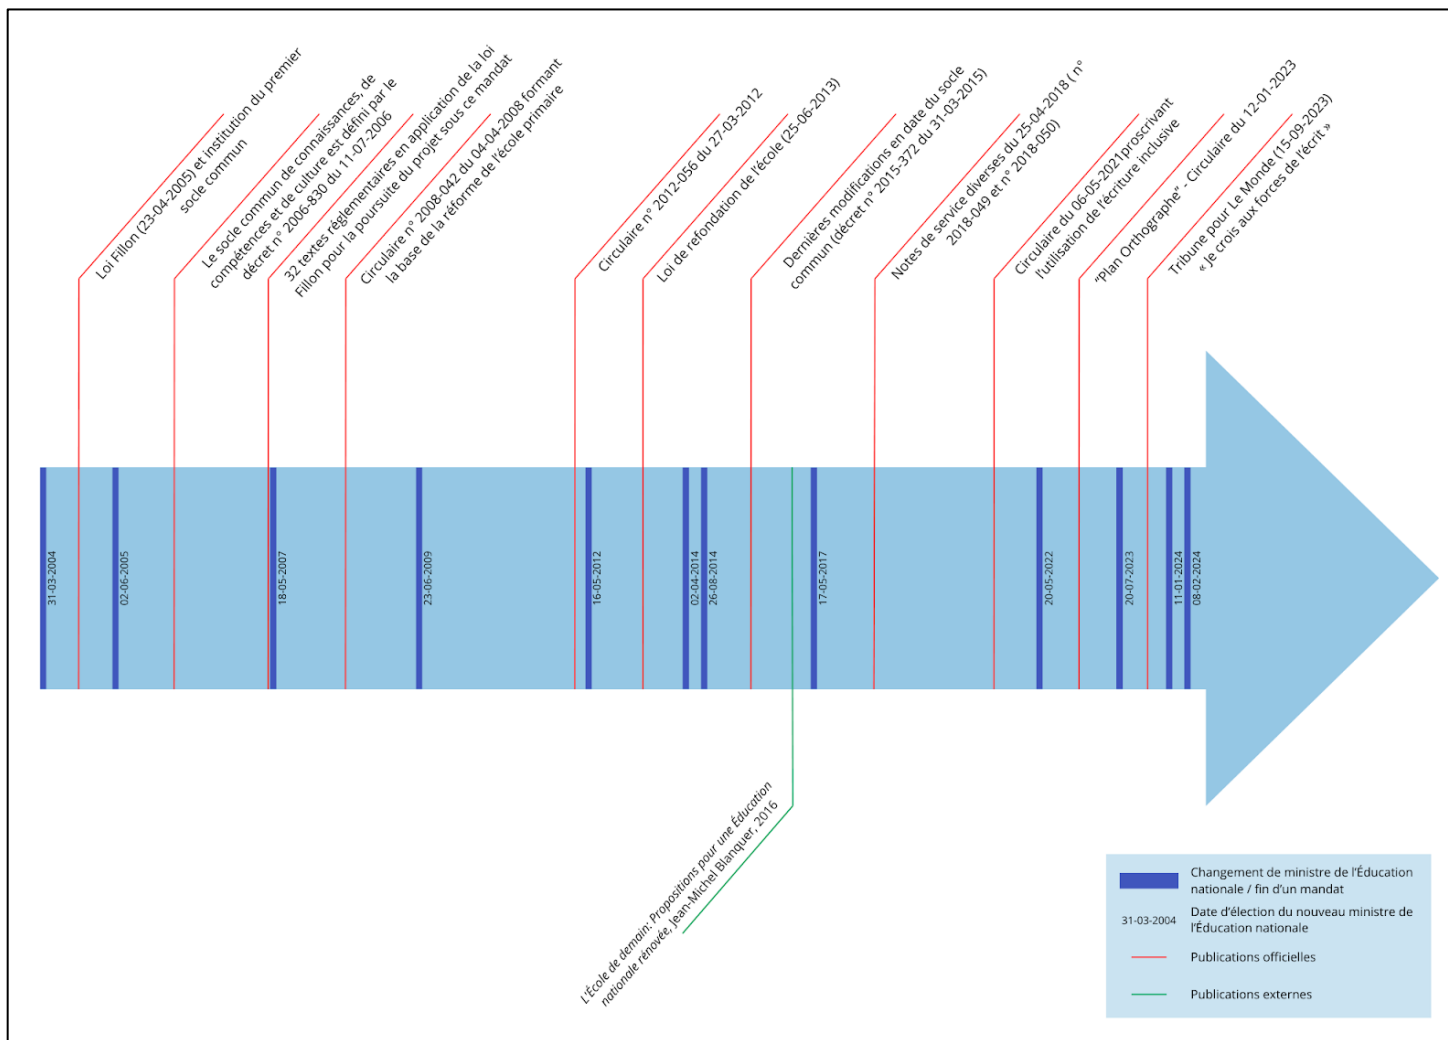 Loi Fillon (23-04-2005) et institution du premier
socle commun
Le socle commun de connaissances, de
compétences et de culture est défini par le
décret n° 2006-830 du 11-07-2006
32 textes réglementaires en application de la loi
Fillon pour la poursuite du projet sous ce mandat
Circulaire n° 2008-042 du 04-04-2008 formant
la base de la réforme de l'école primaire
Circulaire n° 2012-056 du 27-03-2012
Loi de refondation de l'école (25-06-2013)
Dernières modifications en date du socle
commun (décret n° 2015-372 du 31-03-2015)
Notes de service diverses du 25-04-2018 ( n°
2018-049 et n° 2018-050)
Circulaire du 06-05-2021proscrivant
l'utilisation de l'écriture inclusive
“Plan Orthographe” - Circulaire du 12-01-2023
Tribune pour Le Monde (15-09-2023)
« Je crois aux forces de l'écrit »
31-03-2004
02-06-2005
18-05-2007
23-06-2009
16-05-2012
02-04-2014
26-08-2014
17-05-2017
20-05-2022
20-07-2023
11-01-2024
08-02-2024
L'École de demain: Propositions pour une Éducation
nationale rénovée, Jean-Michel Blanquer, 2016
Changement de ministre de l'Éducation
nationale / fin d'un mandat
31-03-2004
Date d'élection du nouveau ministre de
l'Éducation nationale
Publications officielles
Publications externes